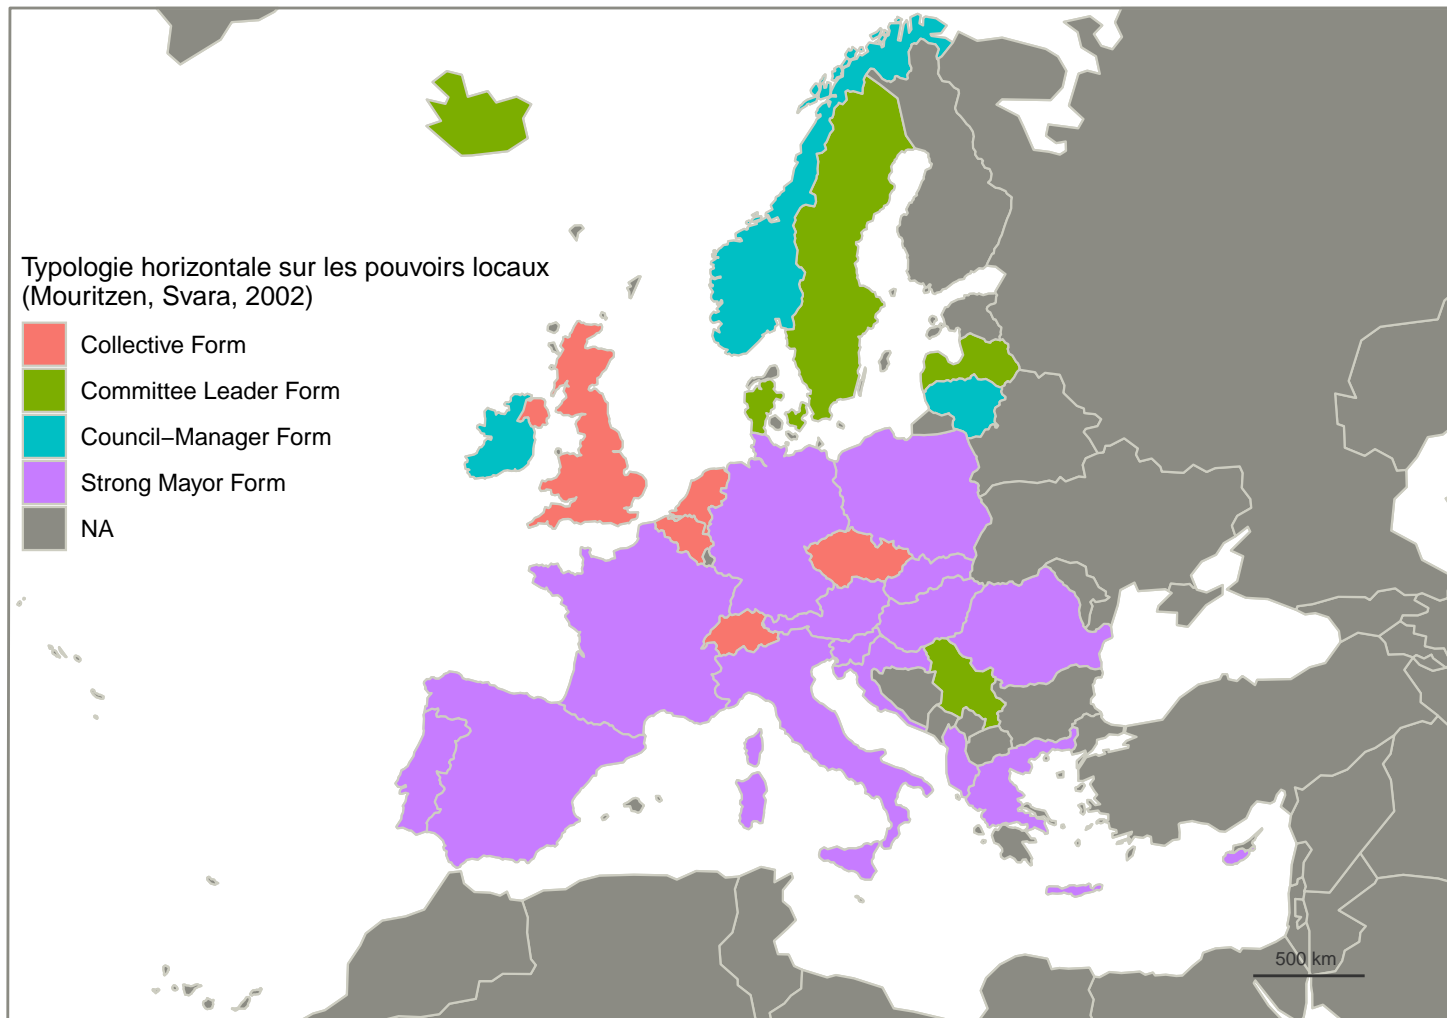 Typologie horizontale sur les pouvoirs locaux
(Mouritzen, Svara, 2002)
Collective Form
Committee Leader Form
Council−Manager Form
Strong Mayor Form
NA
500 km